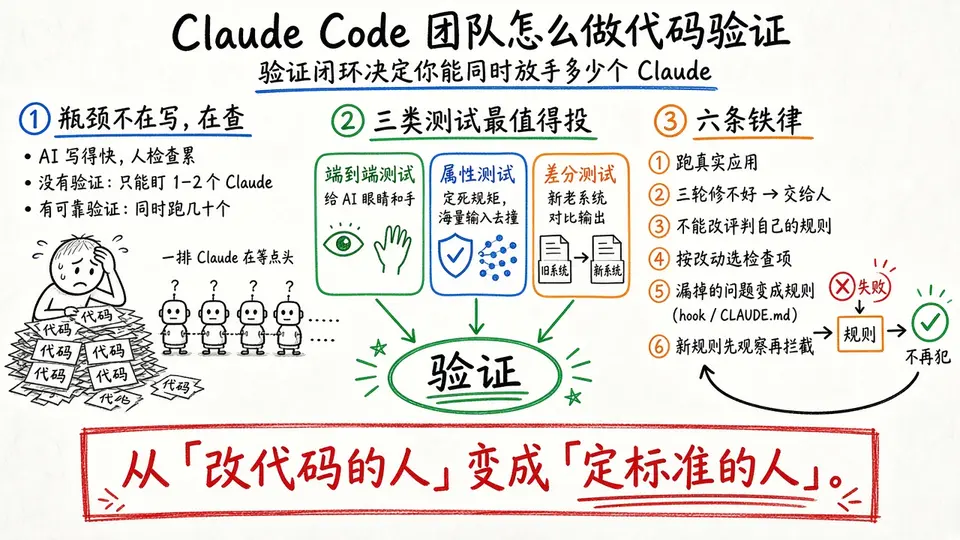 Claude Code 团队怎么做代码验证
验证闭环决定你能同时放手多少个 Claude
① 瓶颈不在写,在查
• AI 写得快,人检查累
• 没有验证:只能盯 1-2 个 Claude
• 有可靠验证:同时跑几十个
一排 Claude 在等点头
? ? ? ?
代码
代码
代码
代码
代码
代码
代码
② 三类测试最值得投
端到端测试
给 AI 眼睛和手
属性测试
定死规矩,
海量输入去撞
差分测试
新老系统
对比输出
旧系统
新系统
验证
③ 六条铁律
① 跑真实应用
② 三轮修不好 → 交给人
③ 不能改评判自己的规则
④ 按改动选检查项
⑤ 漏掉的问题变成规则
(hook / CLAUDE.md)
⑥ 新规则先观察再拦截
失败
规则
不再犯
从「改代码的人」变成「定标准的人」。